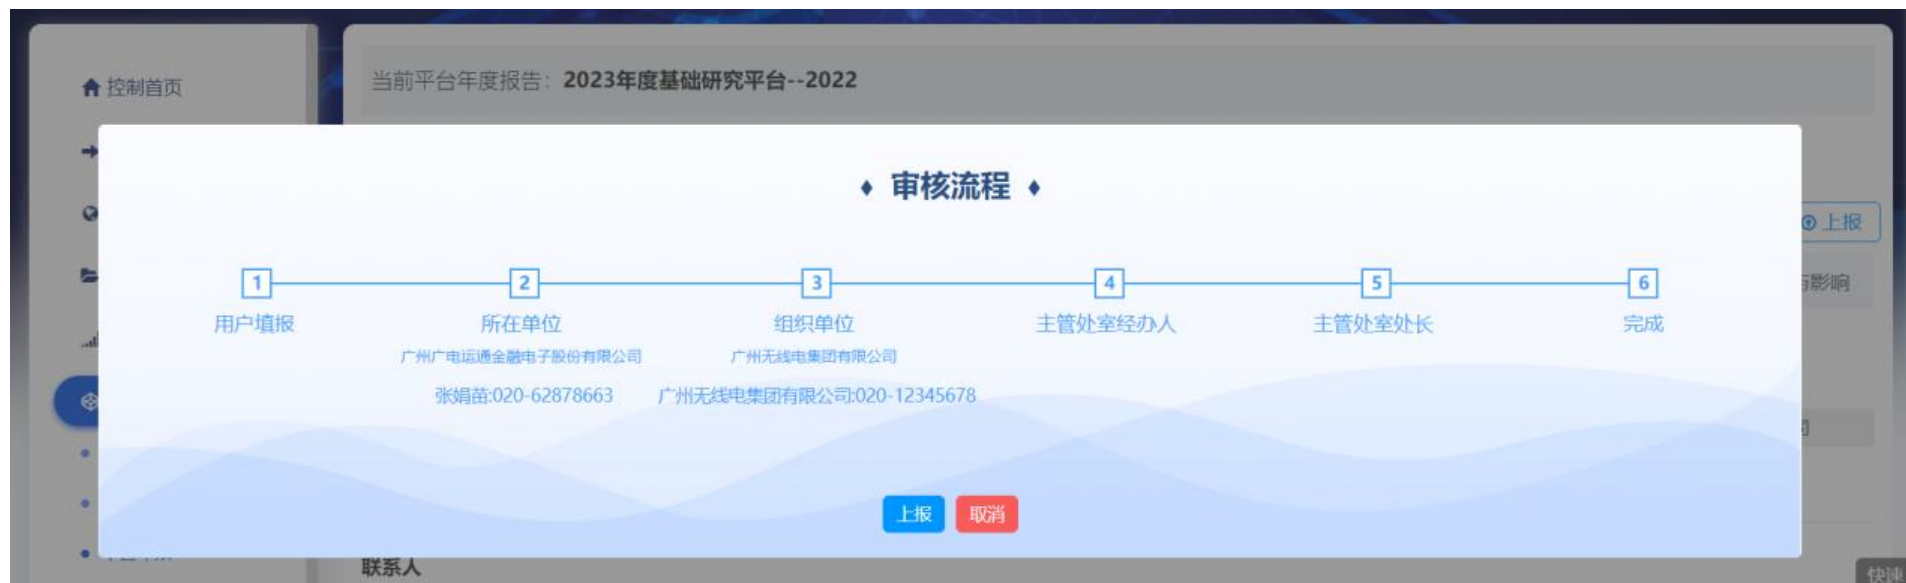 控制首页
当前平台年度报告：2023年度基础研究平台--2022
♦ 审核流程 ♦
上报
1 2 3 4 5 6
与影响
用户填报 所在单位 组织单位 主管处室经办人 主管处室处长 完成
广州广电运通金融电子股份有限公司 广州无线电集团有限公司
张娟苗:020-62878663 广州无线电集团有限公司:020-12345678
上报 取消
联系人
快速